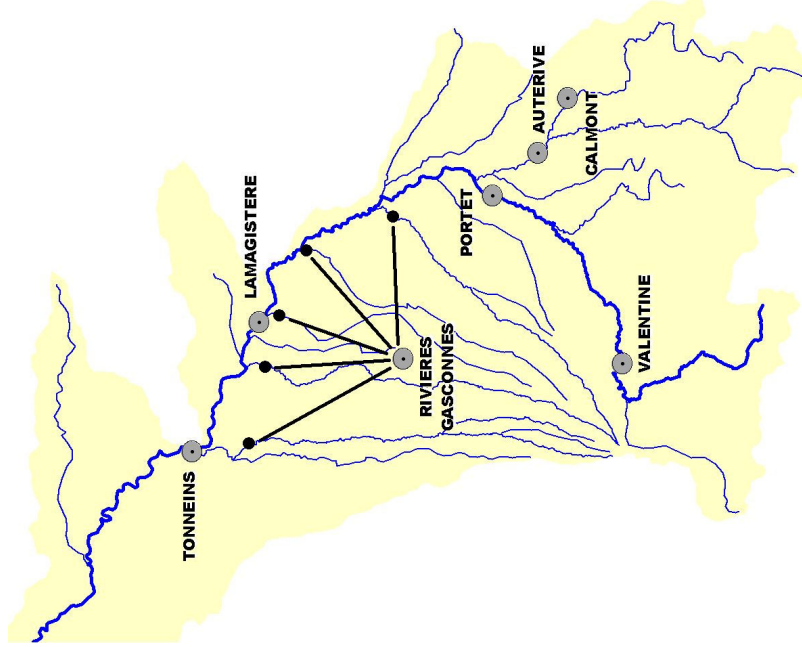 TONNEINS
LAMAGISTERE
RIVIERES
GASCONNES
PORTET
AUTERIVE
CALMONT
VALENTINE